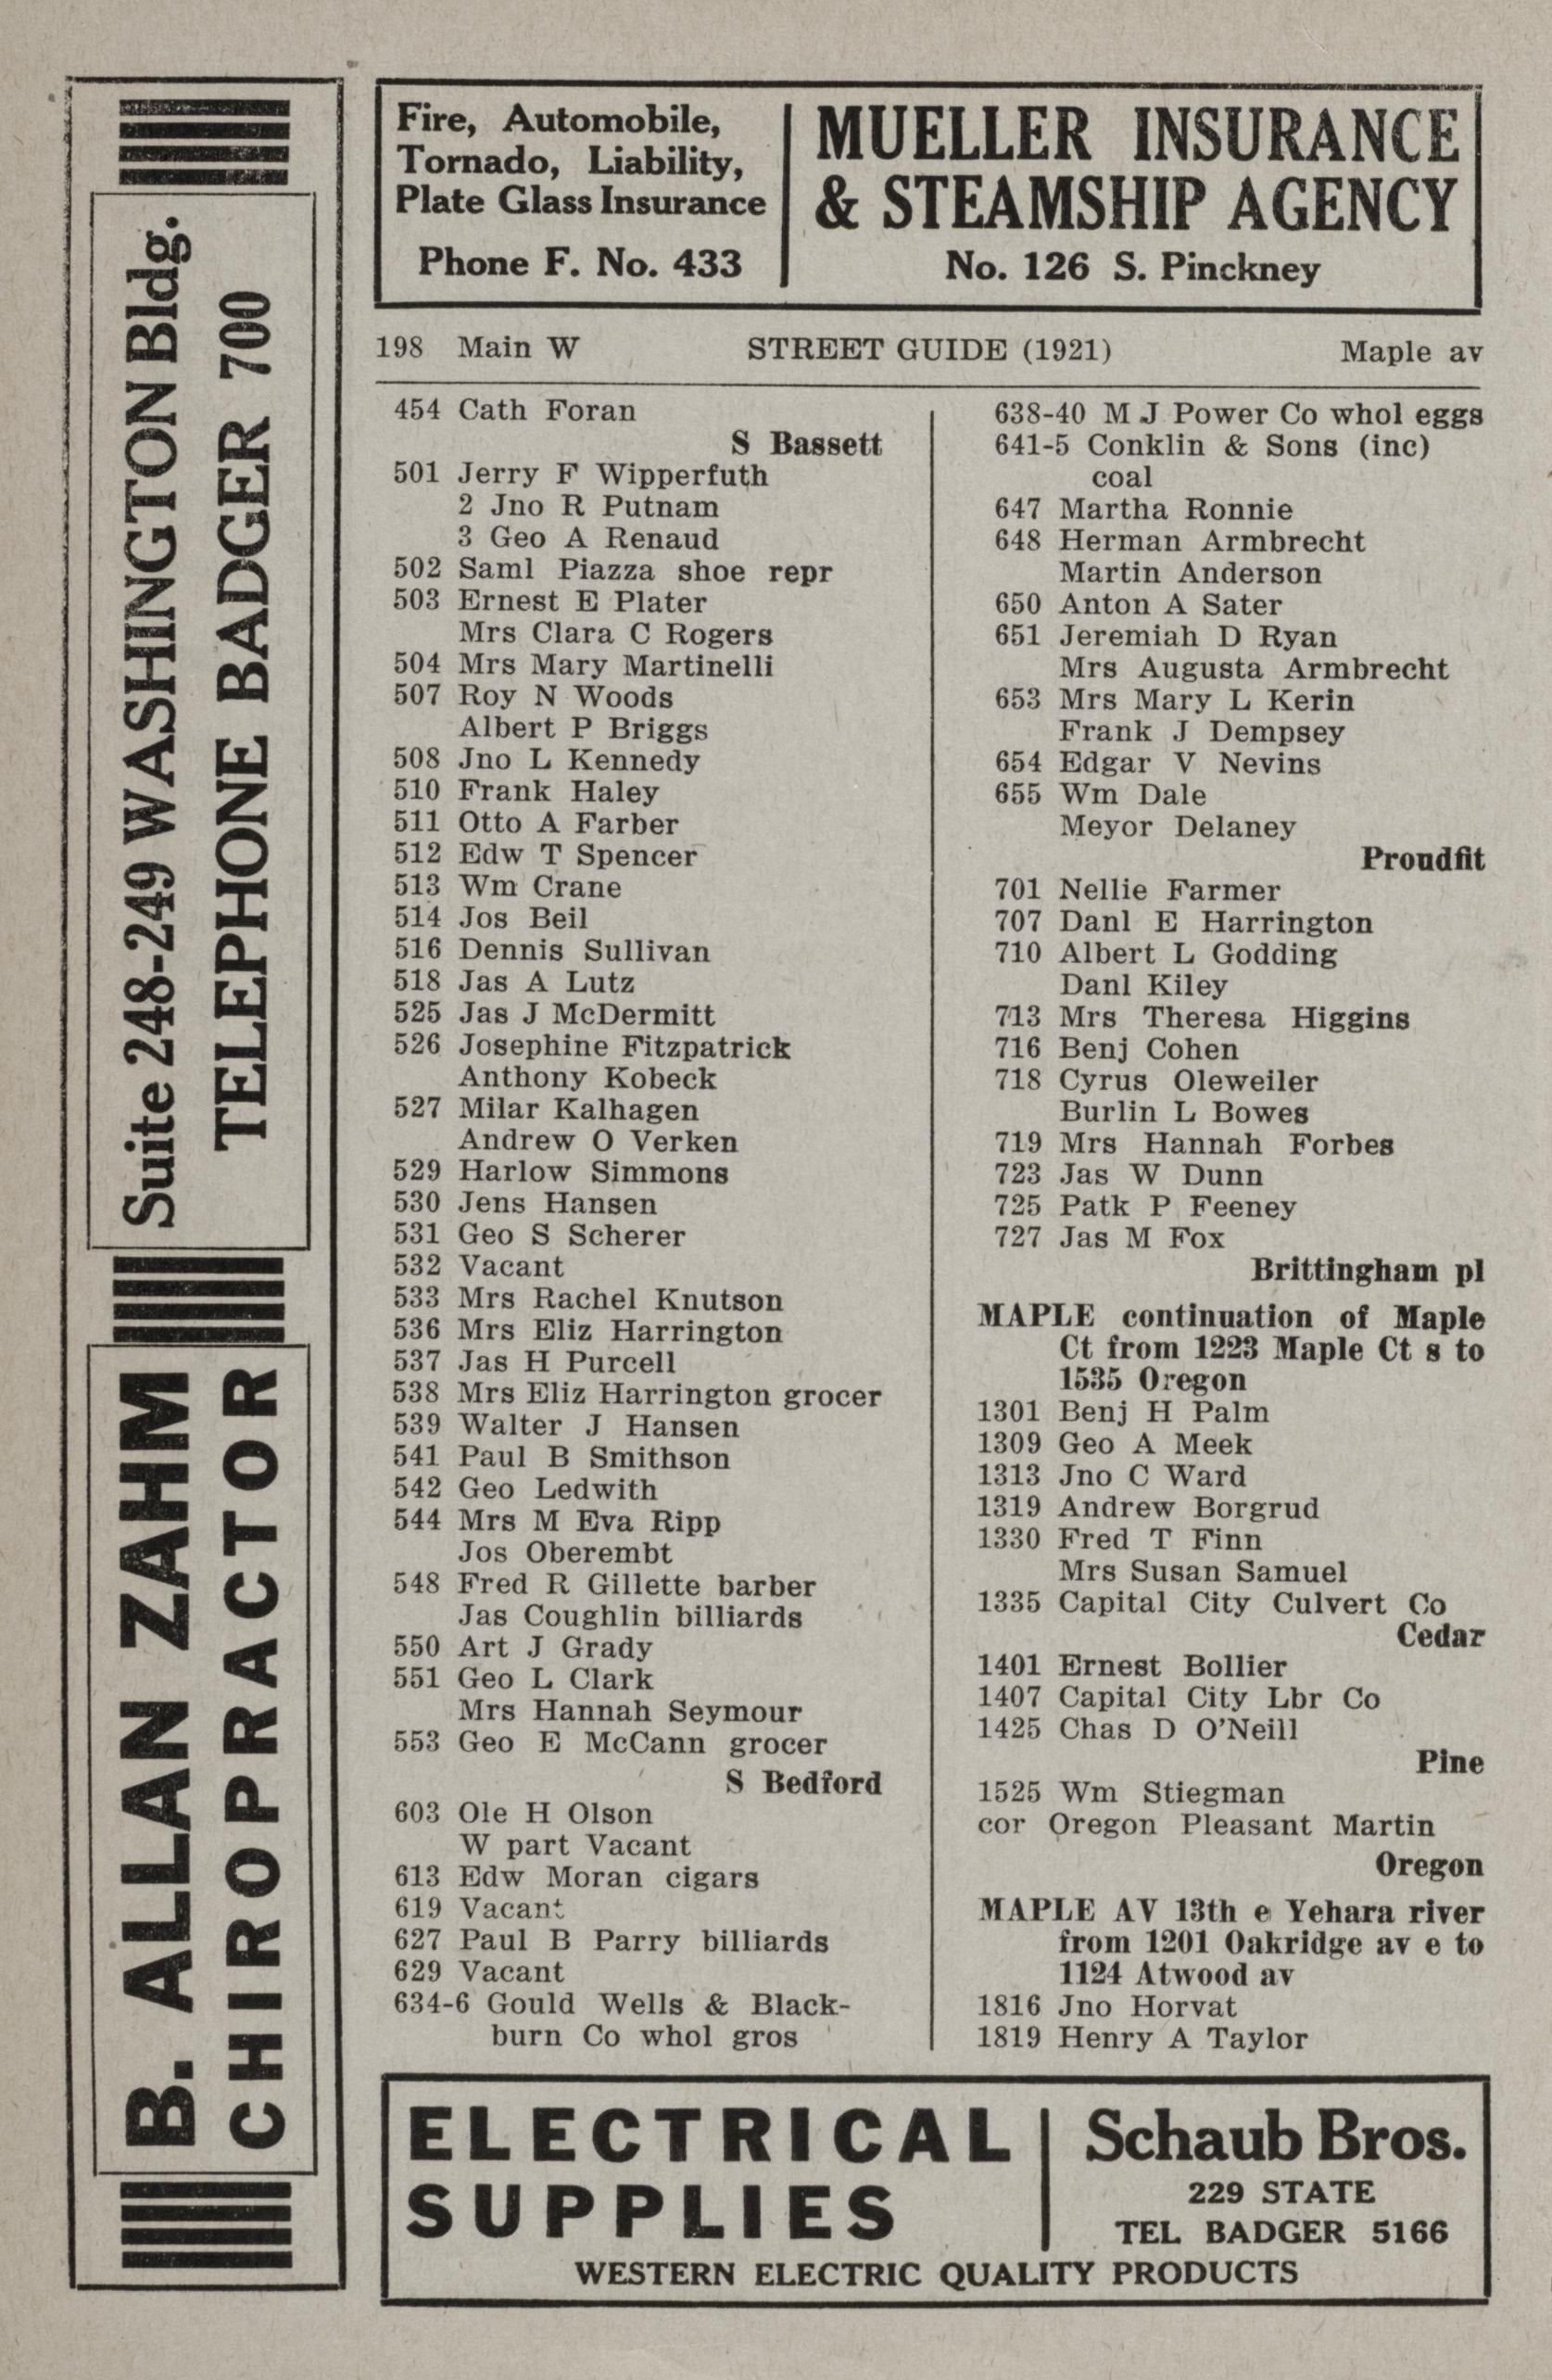 Fire, Automobile,
Tornado, Liability,
Plate Glass Insurance
Phone F. No. 433
MUELLER INSURANCE
& STEAMSHIP AGENCY
No. 126 S. Pinckney
B. ALLAN ZAHM
CHIROPRACTOR
Suite 248-249 WASHINGTON Bldg.
TELEPHONE BADGER 700
198 Main W STREET GUIDE (1921) Maple av
454 Cath Foran
S Bassett
501 Jerry F Wipperfuth
2 Jno R Putnam
3 Geo A Renaud
502 Saml Piazza shoe repr
503 Ernest E Plater
Mrs Clara C Rogers
504 Mrs Mary Martinelli
507 Roy N Woods
Albert P Briggs
508 Jno L Kennedy
510 Frank Haley
511 Otto A Farber
512 Edw T Spencer
513 Wm Crane
514 Jos Beil
516 Dennis Sullivan
518 Jas A Lutz
525 Jas J McDermitt
526 Josephine Fitzpatrick
Anthony Kobeck
527 Milar Kalhagen
Andrew O Verken
529 Harlow Simmons
530 Jens Hansen
531 Geo S Scherer
532 Vacant
533 Mrs Rachel Knutson
536 Mrs Eliz Harrington
537 Jas H Purcell
538 Mrs Eliz Harrington grocer
539 Walter J Hansen
541 Paul B Smithson
542 Geo Ledwith
544 Mrs M Eva Ripp
Jos Oberembt
548 Fred R Gillette barber
Jas Coughlin billiards
550 Art J Grady
551 Geo L Clark
Mrs Hannah Seymour
553 Geo E McCann grocer
S Bedford
603 Ole H Olson
W part Vacant
613 Edw Moran cigars
619 Vacant
627 Paul B Parry billiards
629 Vacant
634-6 Gould Wells & Black-
burn Co whol gros
638-40 M J Power Co whol eggs
641-5 Conklin & Sons (inc)
coal
647 Martha Ronnie
648 Herman Armbrecht
Martin Anderson
650 Anton A Sater
651 Jeremiah D Ryan
Mrs Augusta Armbrecht
653 Mrs Mary L Kerin
Frank J Dempsey
654 Edgar V Nevins
655 Wm Dale
Meyor Delaney
Proudfit
701 Nellie Farmer
707 Danl E Harrington
710 Albert L Godding
Danl Kiley
713 Mrs Theresa Higgins
716 Benj Cohen
718 Cyrus Oleweiler
Burlin L Bowes
719 Mrs Hannah Forbes
723 Jas W Dunn
725 Patk P Feeney
727 Jas M Fox
Brittingham pl
MAPLE continuation of Maple
Ct from 1223 Maple Ct s to
1535 Oregon
1301 Benj H Palm
1309 Geo A Meek
1313 Jno C Ward
1319 Andrew Borgrud
1330 Fred T Finn
Mrs Susan Samuel
1335 Capital City Culvert Co
Cedar
1401 Ernest Bollier
1407 Capital City Lbr Co
1425 Chas D O'Neill
Pine
1525 Wm Stiegman
cor Oregon Pleasant Martin
Oregon
MAPLE AV 13th e Yehara river
from 1201 Oakridge av e to
1124 Atwood av
1816 Jno Horvat
1819 Henry A Taylor
ELECTRICAL
SUPPLIES
Schaub Bros.
229 STATE
TEL BADGER 5166
WESTERN ELECTRIC QUALITY PRODUCTS